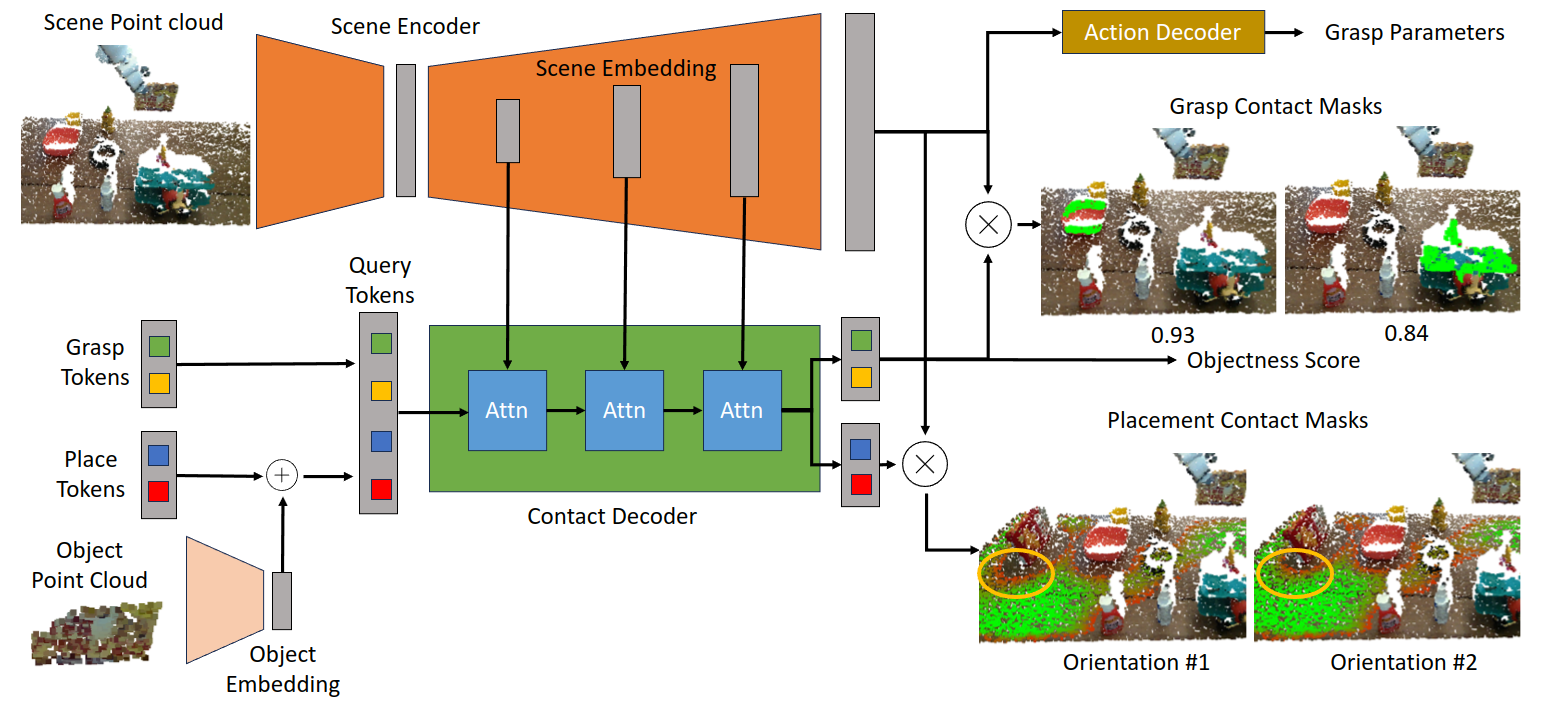 Scene Point cloud
Scene Encoder
Scene Embedding
Action Decoder
Grasp Parameters
Grasp Contact Masks
0.93
0.84
Objectness Score
Query
Tokens
Grasp
Tokens
Place
Tokens
Attn
Attn
Attn
Contact Decoder
Placement Contact Masks
Object
Point Cloud
Object
Embedding
Orientation #1
Orientation #2